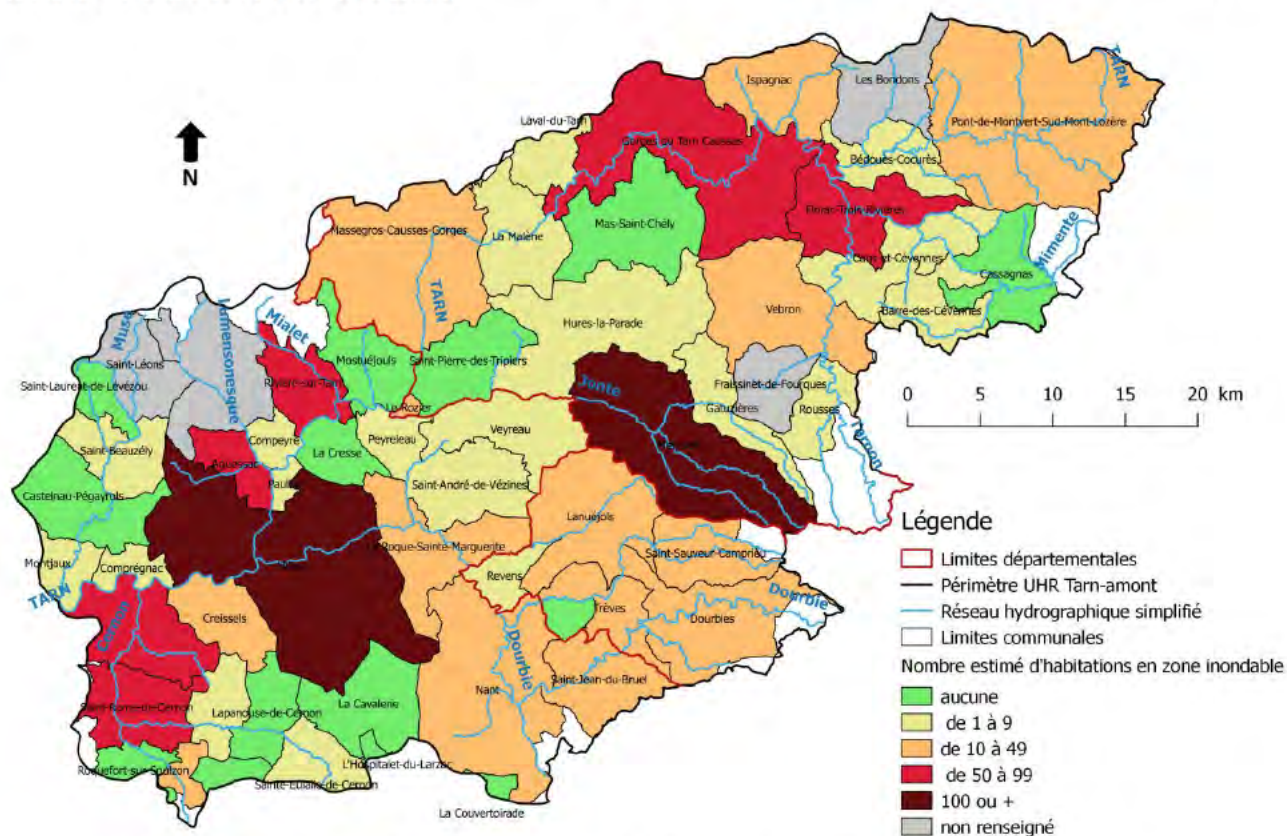 Ispagnac
Les Bondons
TARN
Laval-du-Tarn
Pont-de-Montvert-Sud-Mont-Lozère
Gorges du Tarn Causses
Bédouès-Cocurès
N
Mas-Saint-Chély
Florac-Trois-Rivières
Massegros-Causses-Gorges
La Malène
Cans-et-Cévennes
Mimente
Cassagnas
TARN
Vebron
Barre-des-Cévennes
Hures-la-Parade
Muse
Lumensonesque
Mialet
Saint-Léons
Mostuéjouls
Saint-Pierre-des-Tripiers
Saint-Laurent-de-Lévézou
Rivière-sur-Tarn
Jonte
Fraissinet-de-Fourques
Gatuzières
Rousses
Le Rozier
0 5 10 15 20 km
Tarnon
Compeyre
Peyreleau
Veyreau
Saint-Beauzély
La Cresse
Aguessac
Paulhe
Saint-André-de-Vézines
Castelnau-Pégayrols
Lanuéjols
La Roque-Sainte-Marguerite
Saint-Sauveur-Camprieu
Montjaux
Comprégnac
Revens
TARN
Cernon
Creissels
Trèves
Dourbies
Dourbie
Dourbie
Saint-Jean-du-Bruel
Nant
Saint-Rome-de-Cernon
Lapanouse-de-Cernon
La Cavalerie
Roquefort-sur-Soulzon
Sainte-Eulalie-de-Cernon
L'Hospitalet-du-Larzac
La Couvertoirade
Légende
Limites départementales
Périmètre UHR Tarn-amont
Réseau hydrographique simplifié
Limites communales
Nombre estimé d'habitations en zone inondable
aucune
de 1 à 9
de 10 à 49
de 50 à 99
100 ou +
non renseigné